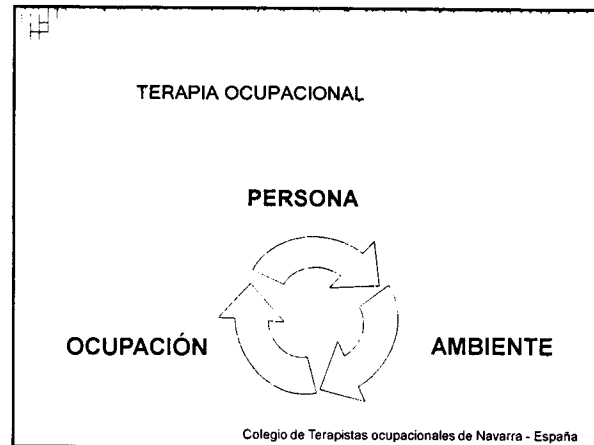 TERAPIA OCUPACIONAL
PERSONA
OCUPACIÓN
AMBIENTE
Colegio de Terapistas ocupacionales de Navarra - España